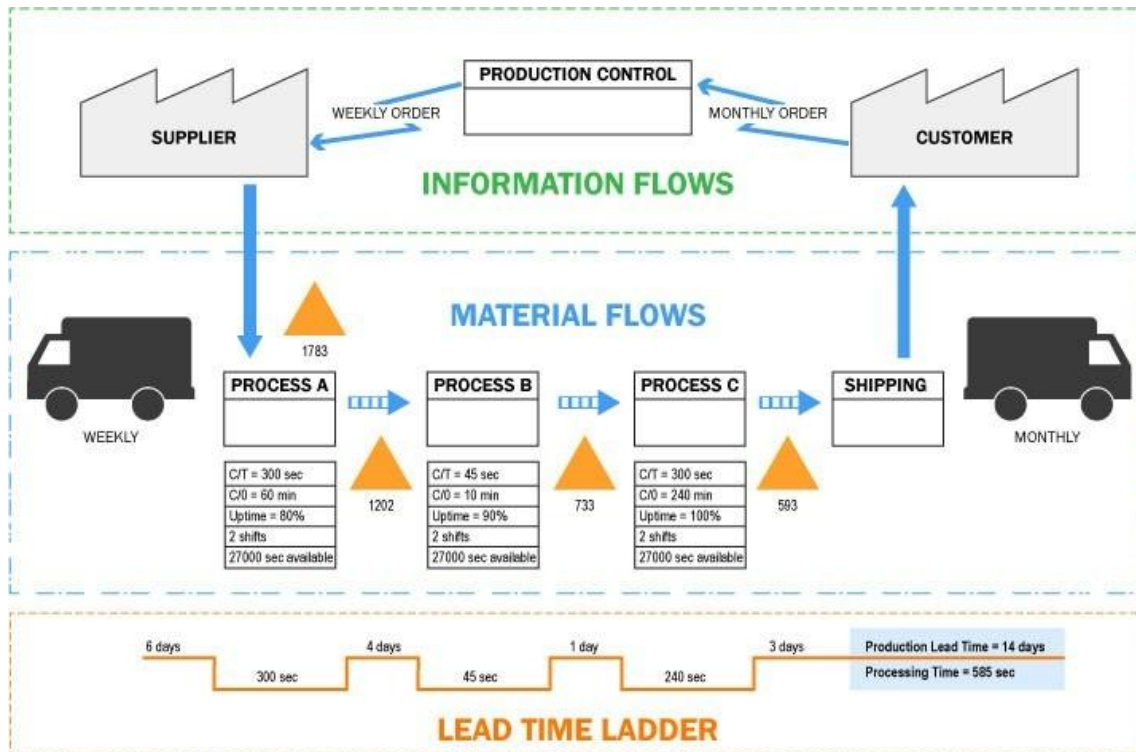 PRODUCTION CONTROL
WEEKLY ORDER
MONTHLY ORDER
SUPPLIER
CUSTOMER
INFORMATION FLOWS
MATERIAL FLOWS
1783
WEEKLY
PROCESS A
PROCESS B
PROCESS C
SHIPPING
MONTHLY
C/T = 300 sec
C/0 = 60 min
Uptime = 80%
2 shifts
27000 sec available
1202
C/T = 45 sec
C/0 = 10 min
Uptime = 90%
2 shifts
27000 sec available
733
C/T = 300 sec
C/0 = 240 min
Uptime = 100%
2 shifts
27000 sec available
593
6 days
300 sec
4 days
45 sec
1 day
240 sec
3 days
Production Lead Time = 14 days
Processing Time = 585 sec
LEAD TIME LADDER